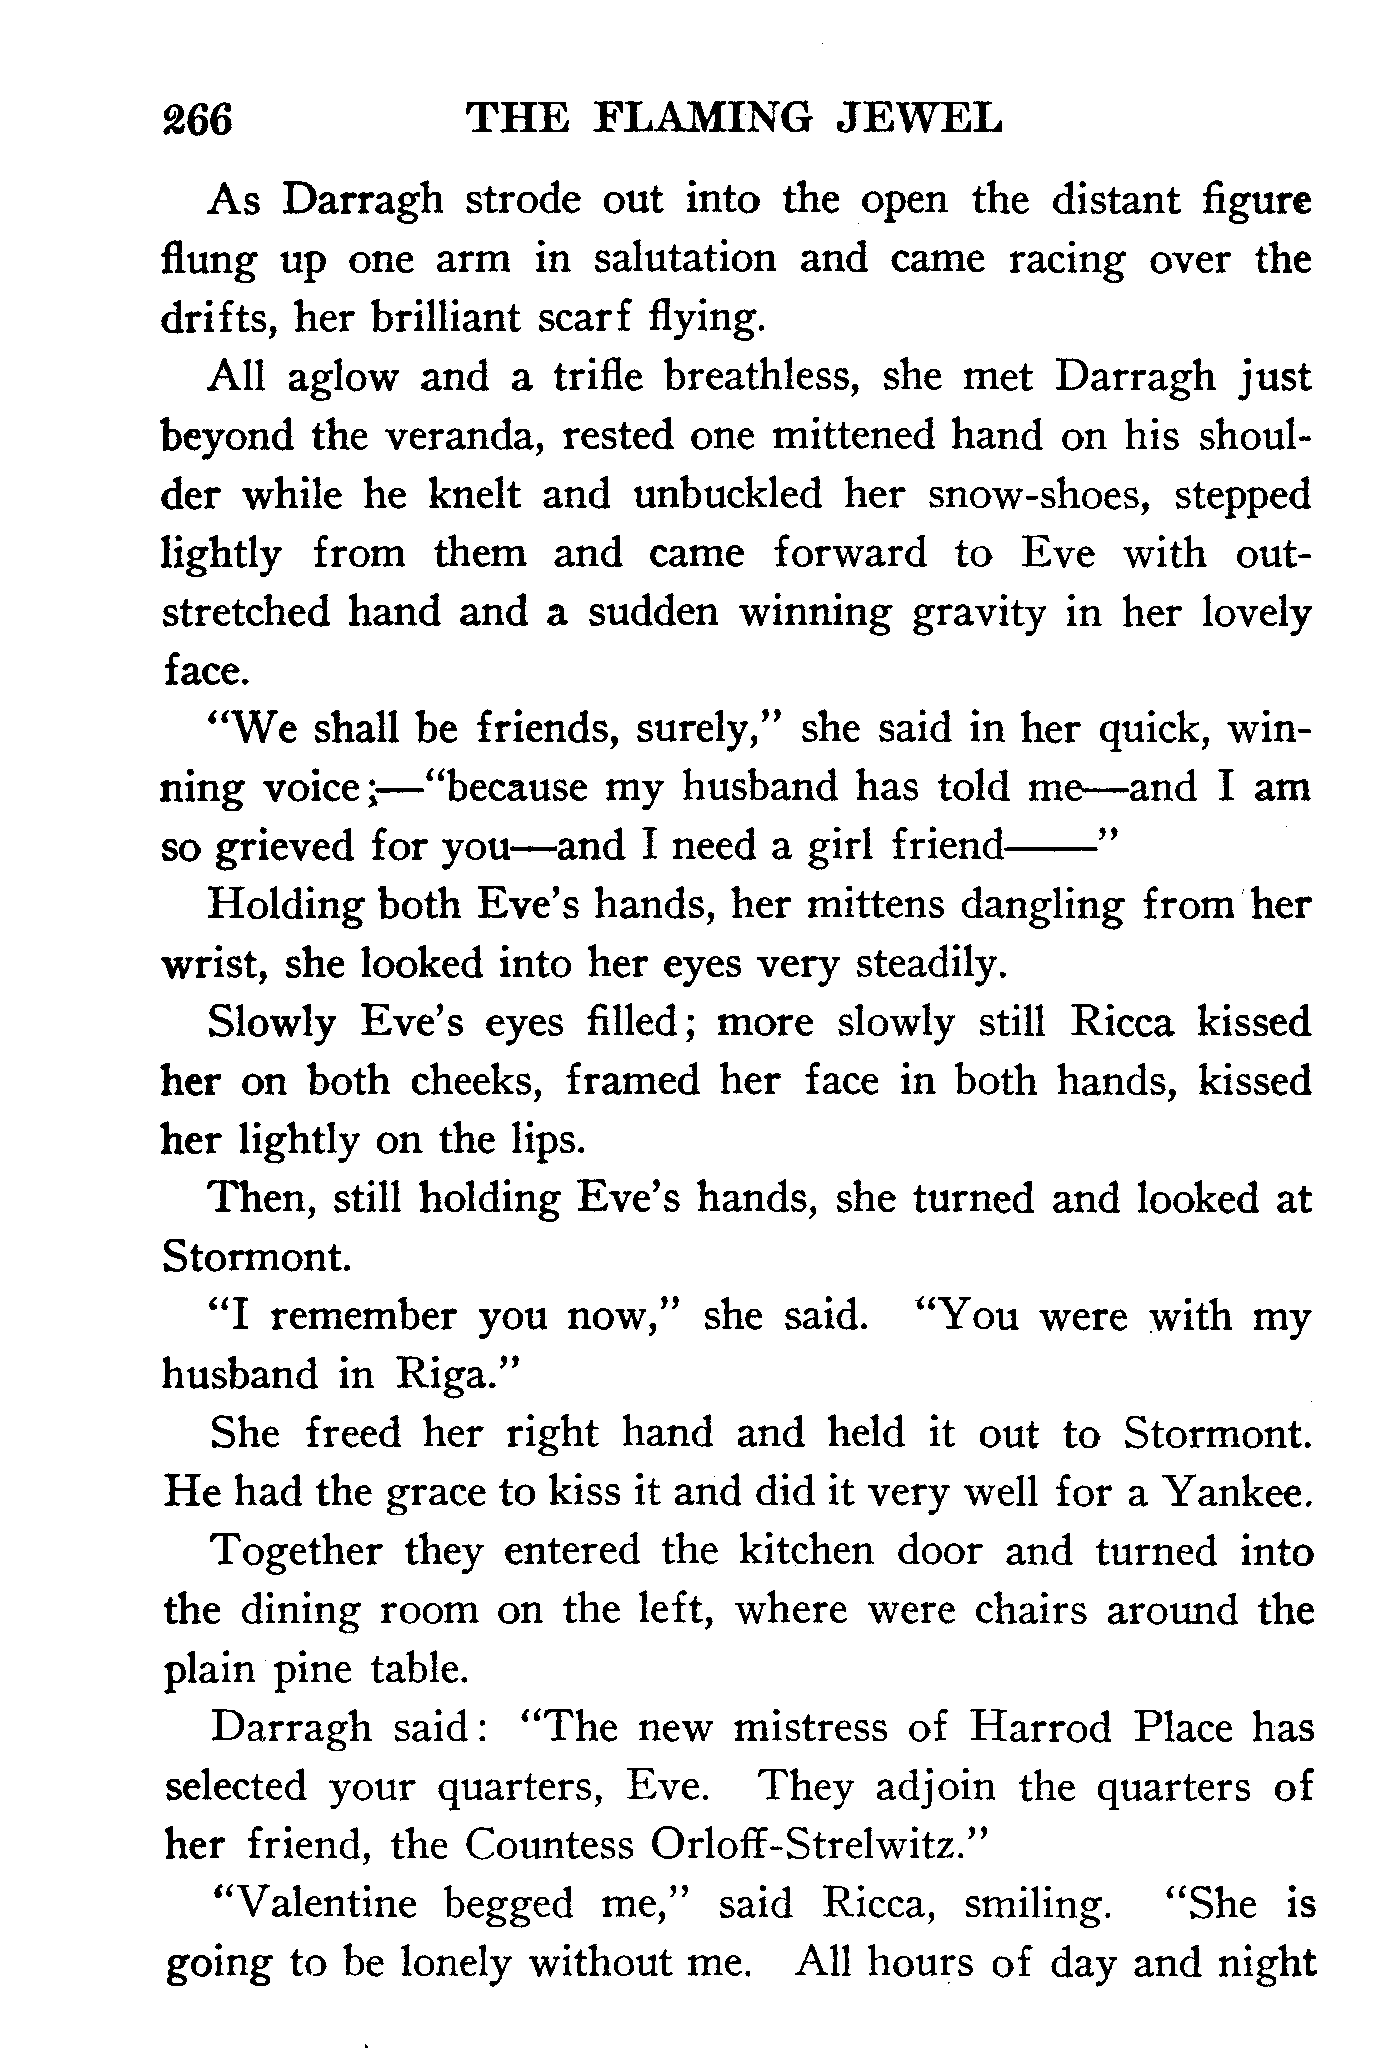 266 THE FLAMING JEWEL
As Darragh strode out into the open the distant figure
flung up one arm in salutation and came racing over the
drifts, her brilliant scarf flying.
All aglow and a trifle breathless, she met Darragh just
beyond the veranda, rested one mittened hand on his shoul-
der while he knelt and unbuckled her snow-shoes, stepped
lightly from them and came forward to Eve with out-
stretched hand and a sudden winning gravity in her lovely
face.
“We shall be friends, surely,” she said in her quick, win-
ning voice;—“because my husband has told me—and I am
so grieved for you—and I need a girl friend——”
Holding both Eve’s hands, her mittens dangling from her
wrist, she looked into her eyes very steadily.
Slowly Eve’s eyes filled; more slowly still Ricca kissed
her on both cheeks, framed her face in both hands, kissed
her lightly on the lips.
Then, still holding Eve’s hands, she turned and looked at
Stormont.
“I remember you now,” she said. “You were with my
husband in Riga.”
She freed her right hand and held it out to Stormont.
He had the grace to kiss it and did it very well for a Yankee.
Together they entered the kitchen door and turned into
the dining room on the left, where were chairs around the
plain pine table.
Darragh said: “The new mistress of Harrod Place has
selected your quarters, Eve. They adjoin the quarters of
her friend, the Countess Orloff-Strelwitz.”
“Valentine begged me,” said Ricca, smiling. “She is
going to be lonely without me. All hours of day and night